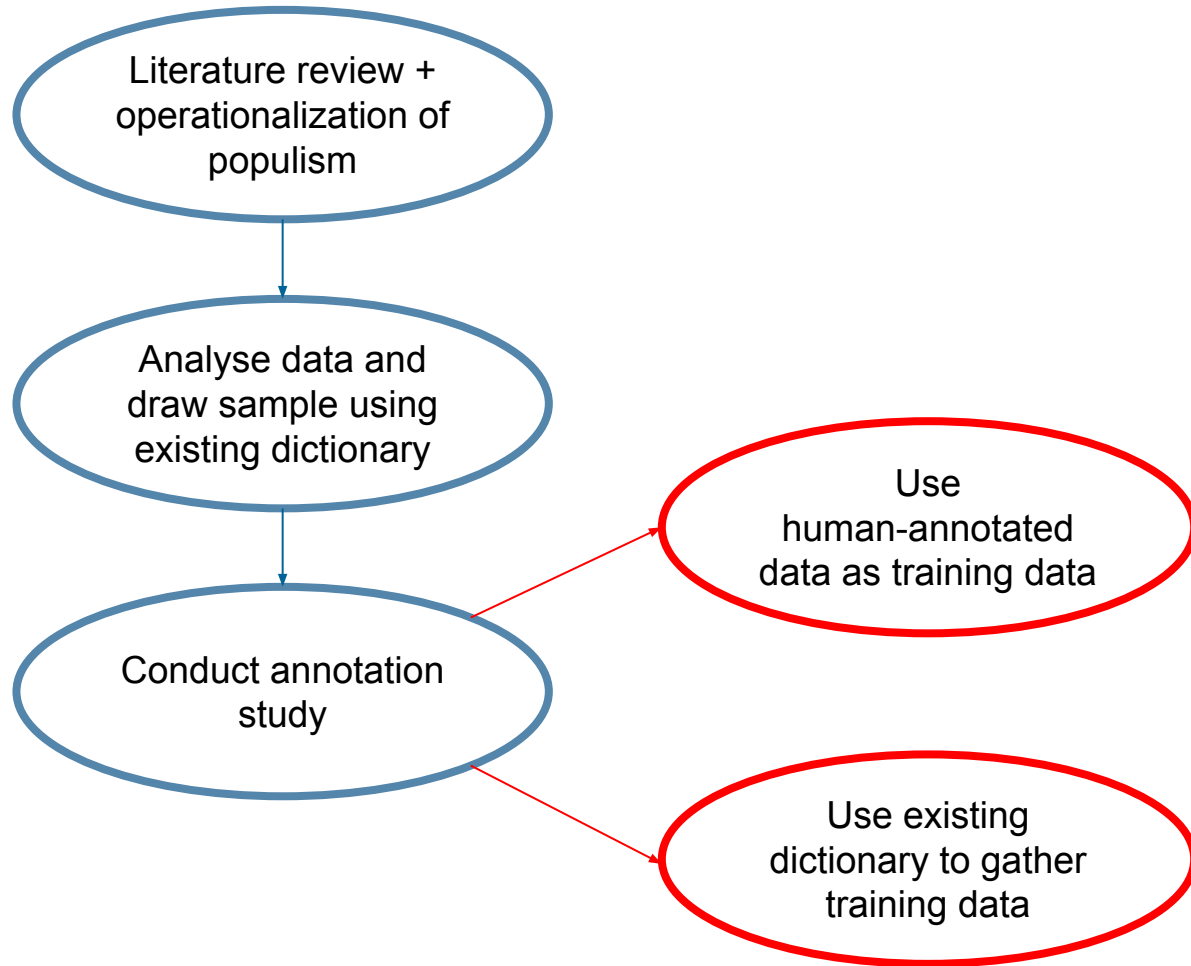 Literature review +
operationalization of
populism
Analyse data and
draw sample using
existing dictionary
Conduct annotation
study
Use
human-annotated
data as training data
Use existing
dictionary to gather
training data